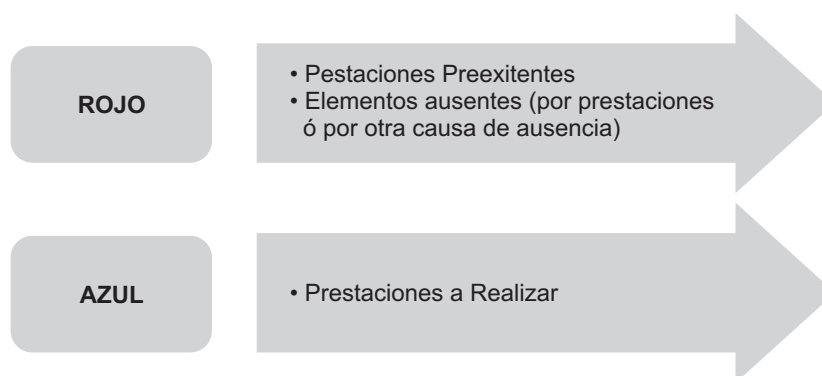 ROJO
• Pestaciones Preexitentes
• Elementos ausentes (por prestaciones
ó por otra causa de ausencia)
AZUL
• Prestaciones a Realizar